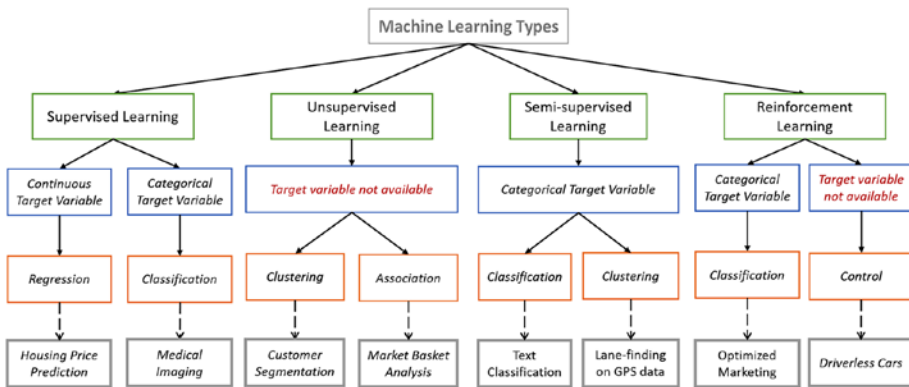 Machine Learning Types
Supervised Learning
Unsupervised
Learning
Semi-supervised
Learning
Reinforcement
Learning
Continuous
Target Variable
Categorical
Target Variable
Target variable not available
Categorical Target Variable
Categorical
Target Variable
Target variable
not available
Regression
Classification
Clustering
Association
Classification
Clustering
Classification
Control
Housing Price
Prediction
Medical
Imaging
Customer
Segmentation
Market Basket
Analysis
Text
Classification
Lane-finding
on GPS data
Optimized
Marketing
Driverless Cars